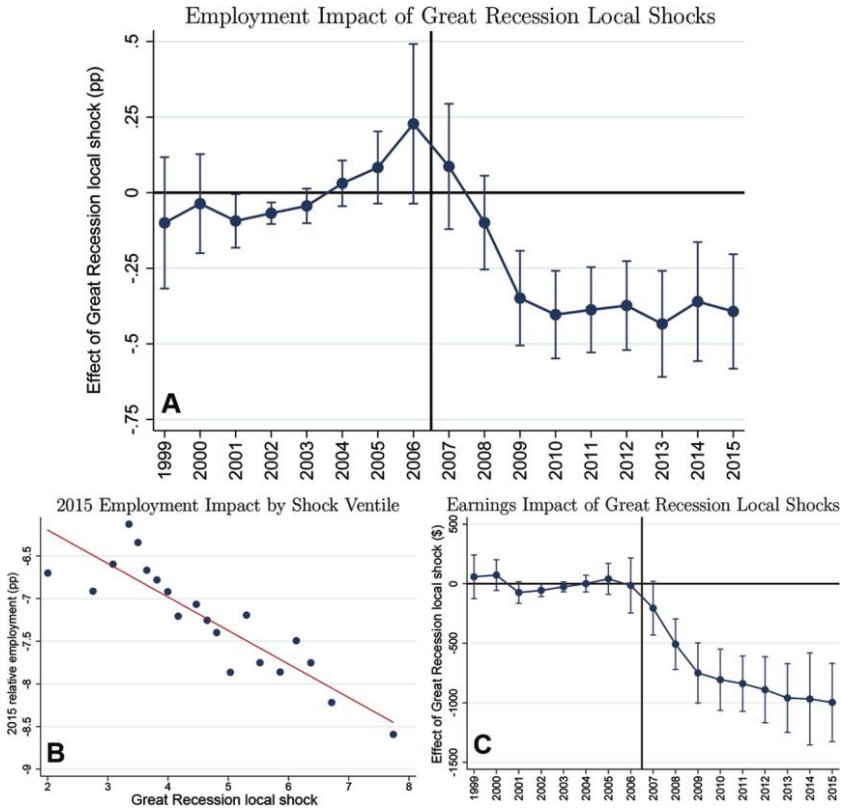 Employment Impact of Great Recession Local Shocks
Effect of Great Recession local shock (pp)
.5
.25
0
-.25
-.5
-.75
A
1999 2000 2001 2002 2003 2004 2005 2006 2007 2008 2009 2010 2011 2012 2013 2014 2015
2015 Employment Impact by Shock Ventile
2015 relative employment (pp)
-6.5
-7
-7.5
-8
-8.5
-9
B
2 3 4 5 6 7 8
Great Recession local shock
Earnings Impact of Great Recession Local Shocks
Effect of Great Recession local shock ($)
500
0
-500
-1000
-1500
C
1999 2000 2001 2002 2003 2004 2005 2006 2007 2008 2009 2010 2011 2012 2013 2014 2015